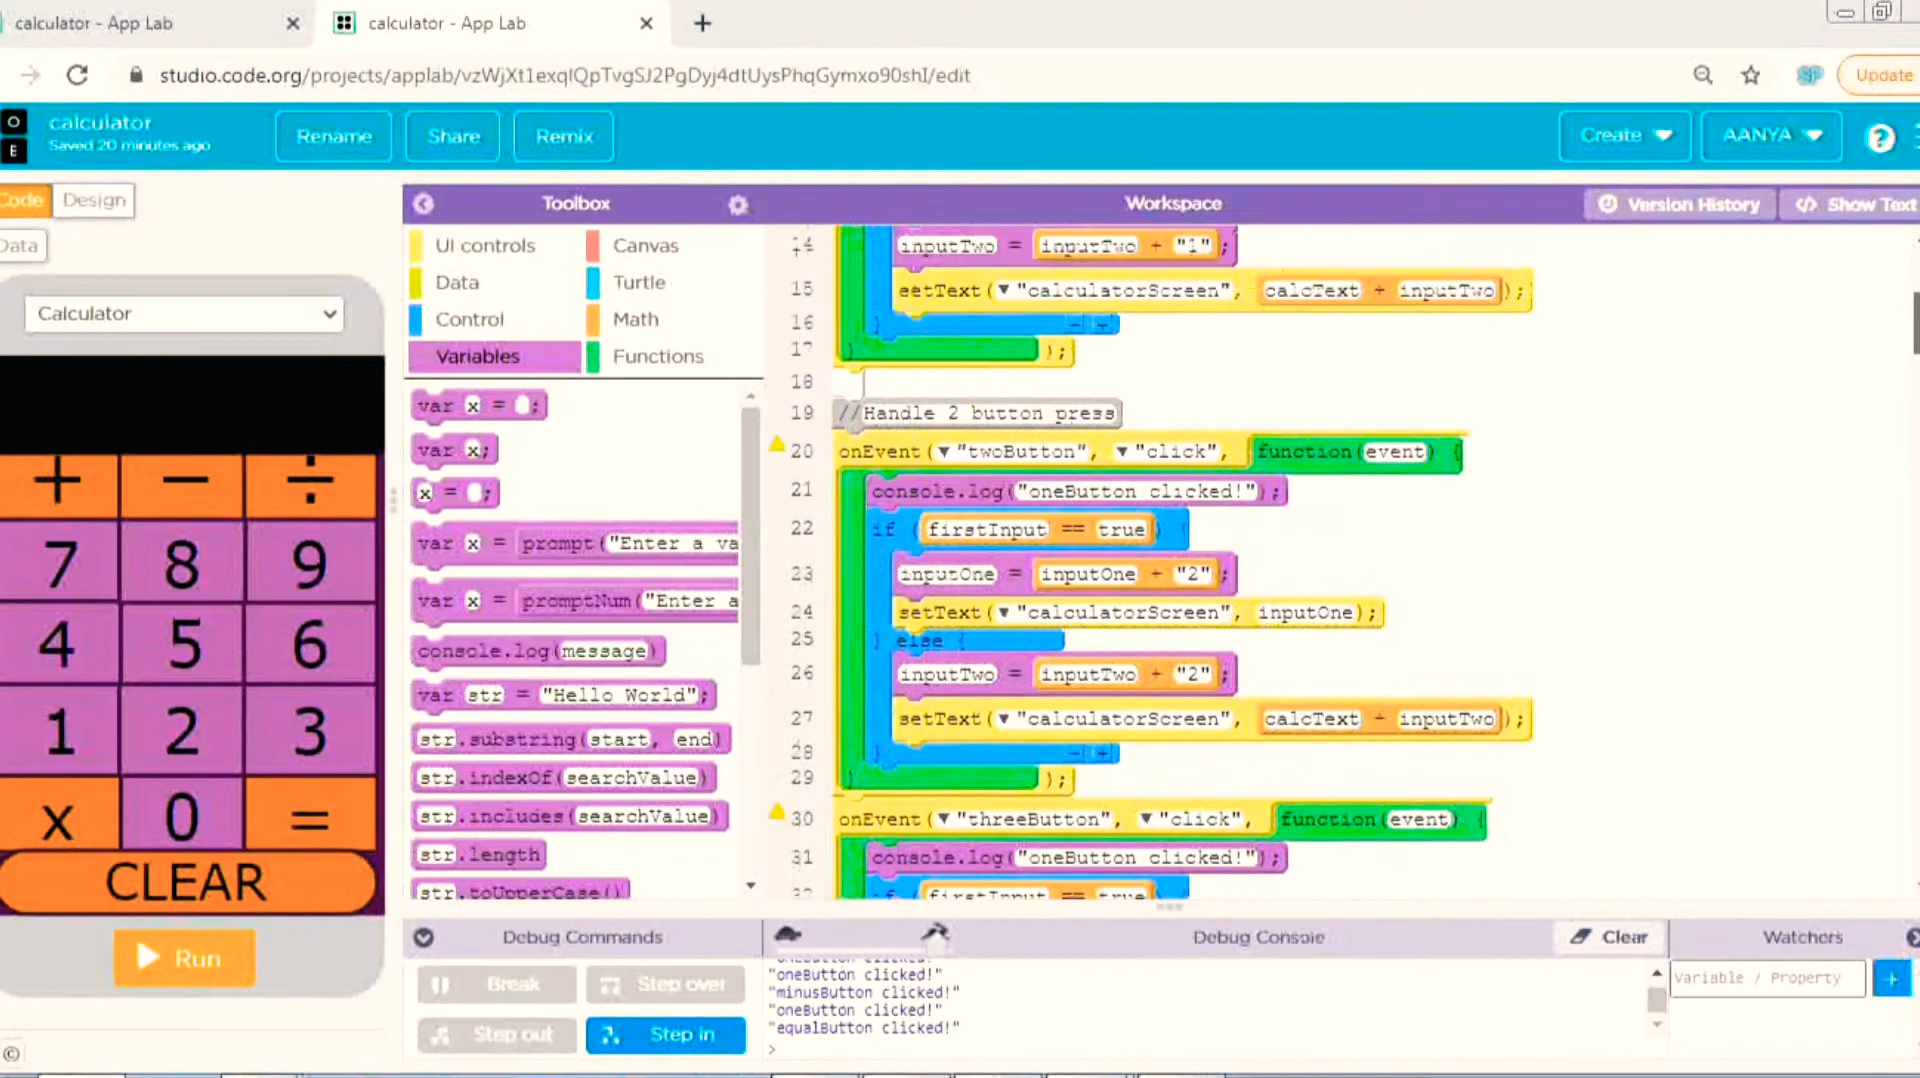 calculator - App Lab
calculator - App Lab
studio.code.org/projects/applab/vzWjXt1exqlQpTvgSJ2PgDyj4dtUysPhqGymxo90shI/edit
Update
O
E
calculator
Saved 20 minutes ago
Rename
Share
Remix
Create
AANYA
?
Code
Design
Data
Calculator
+ − ÷
7 8 9
4 5 6
1 2 3
x 0 =
CLEAR
Run
Toolbox
UI controls
Canvas
Data
Turtle
Control
Math
Variables
Functions
var x = ;
var x;
x = ;
var x = prompt("Enter a va
var x = promptNum("Enter a
console.log(message)
var str = "Hello World";
str.substring(start, end)
str.indexOf(searchValue)
str.includes(searchValue)
str.length
str.toUpperCase()
Workspace
Version History
Show Text
14 inputTwo = inputTwo + "1";
15 setText("calculatorScreen", calcText + inputTwo);
16 }
17 });
18
19 //Handle 2 button press
20 onEvent("twoButton", "click", function(event) {
21 console.log("oneButton clicked!");
22 if (firstInput == true) {
23 inputOne = inputOne + "2";
24 setText("calculatorScreen", inputOne);
25 } else {
26 inputTwo = inputTwo + "2";
27 setText("calculatorScreen", calcText + inputTwo);
28 }
29 });
30 onEvent("threeButton", "click", function(event) {
31 console.log("oneButton clicked!");
32 if (firstInput == true) {
Debug Commands
Break
Step over
Step out
Step in
Debug Console
Clear
"oneButton clicked!"
"oneButton clicked!"
"minusButton clicked!"
"oneButton clicked!"
"equalButton clicked!"
>
Watchers
Variable / Property
+
©